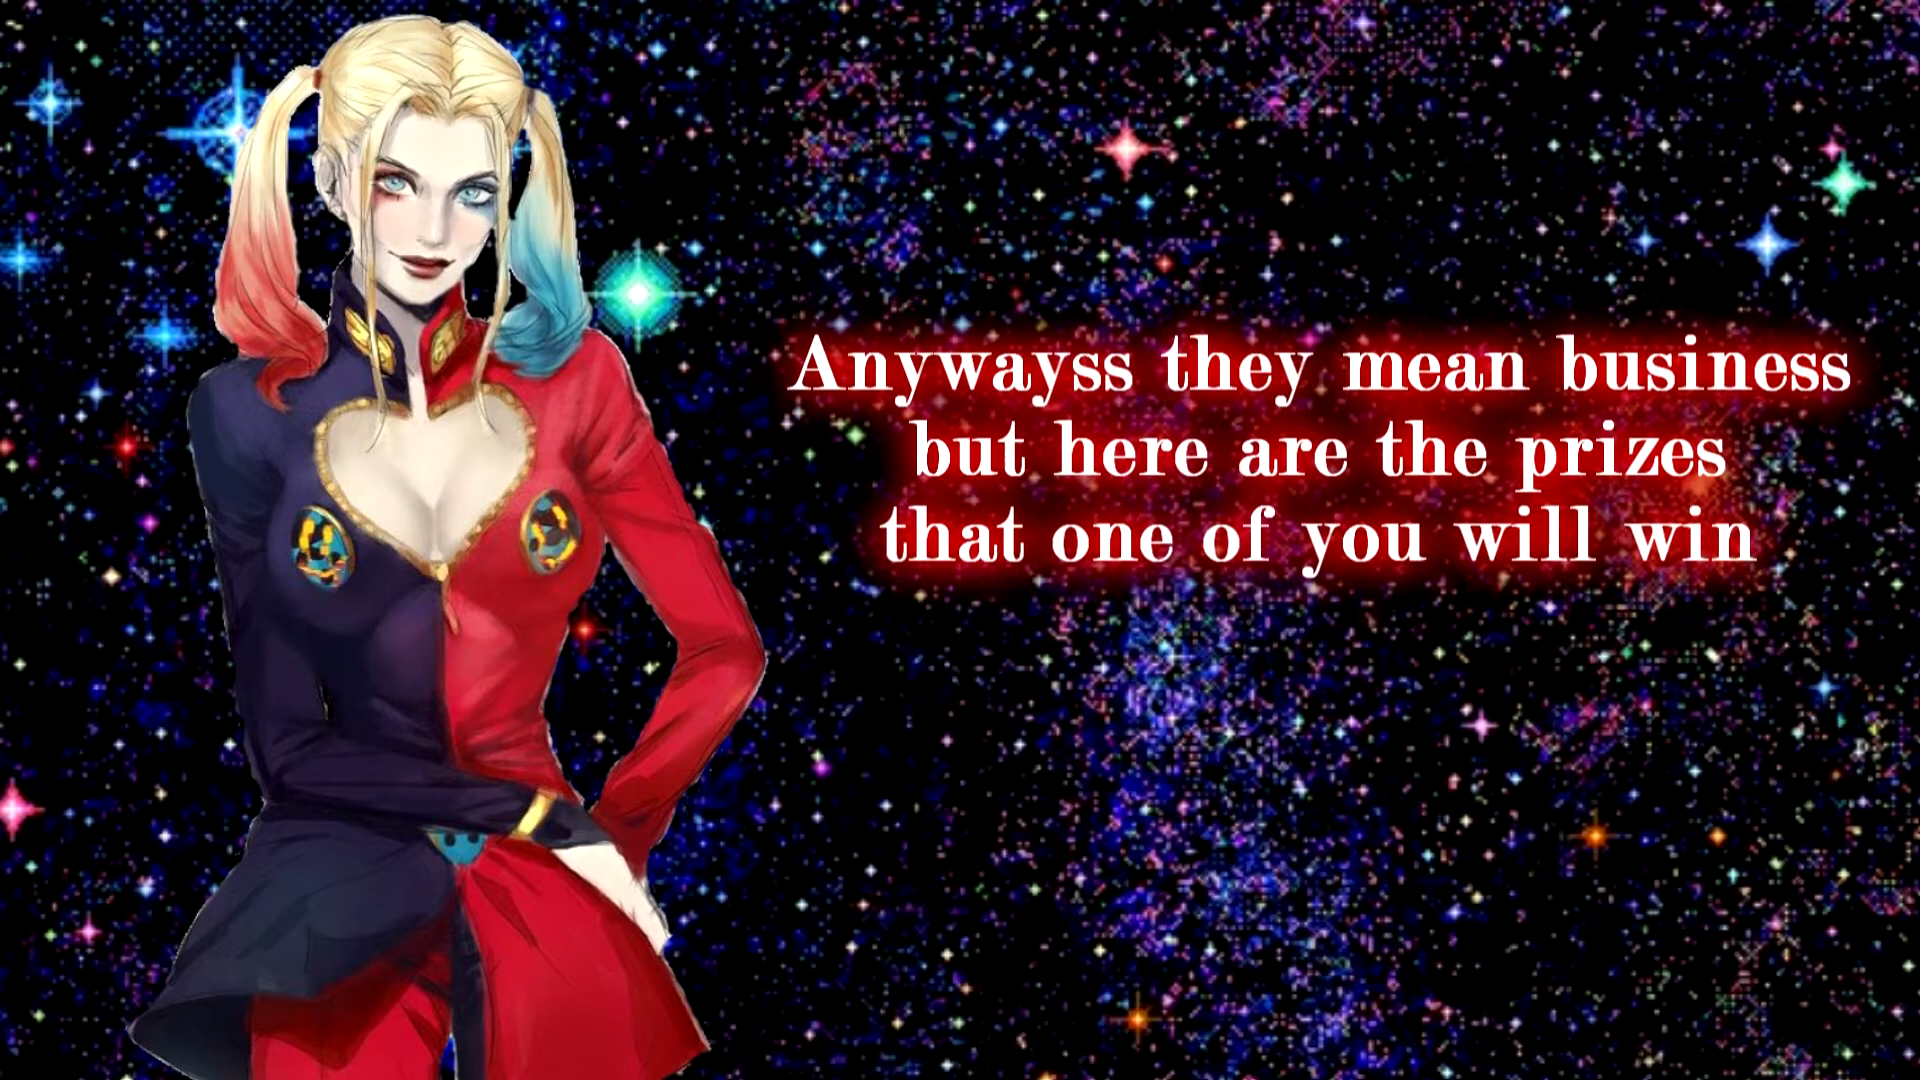 Anywayss they mean business
but here are the prizes
that one of you will win